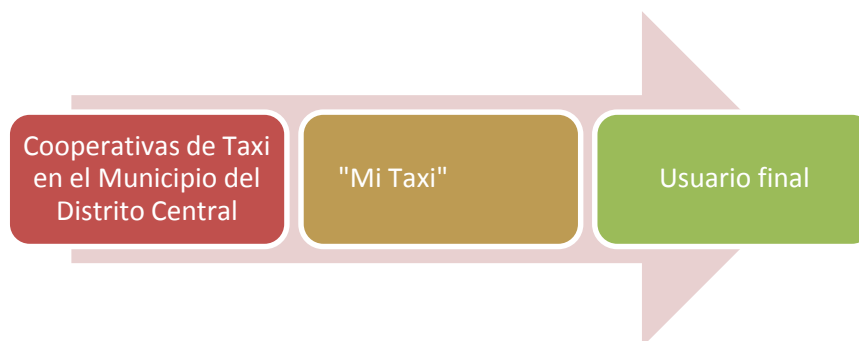 Cooperativas de Taxi
en el Municipio del
Distrito Central
"Mi Taxi"
Usuario final